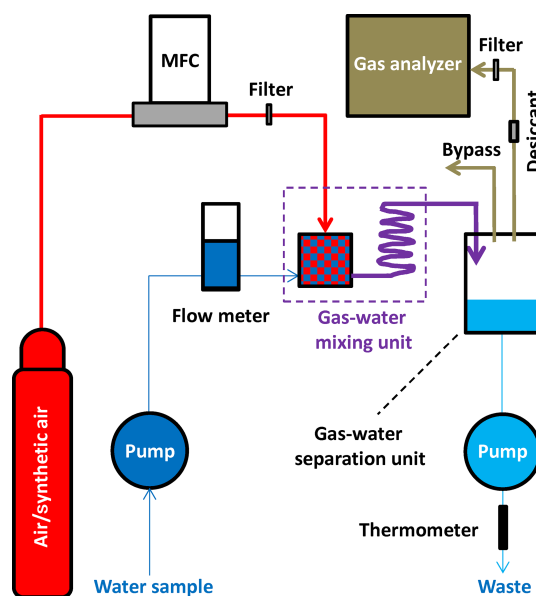 MFC
Filter
Gas analyzer
Filter
Desiccant
Bypass
Flow meter
Gas-water
mixing unit
Air/synthetic air
Pump
Gas-water
separation unit
Pump
Thermometer
Water sample
Waste